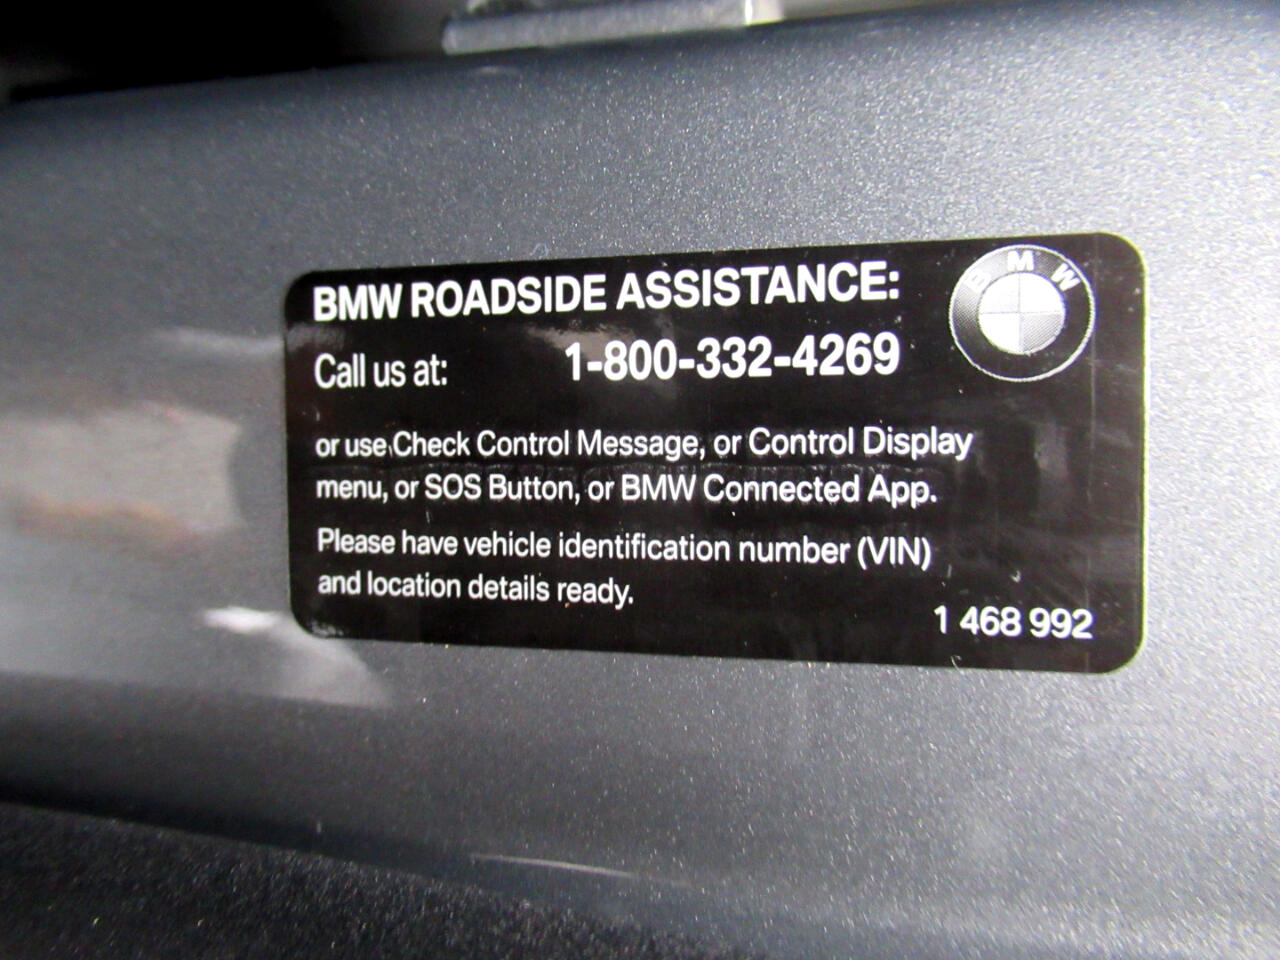 BMW ROADSIDE ASSISTANCE:
BMW
Call us at: 1-800-332-4269
or use Check Control Message, or Control Display
menu, or SOS Button, or BMW Connected App.
Please have vehicle identification number (VIN)
and location details ready.
1 468 992